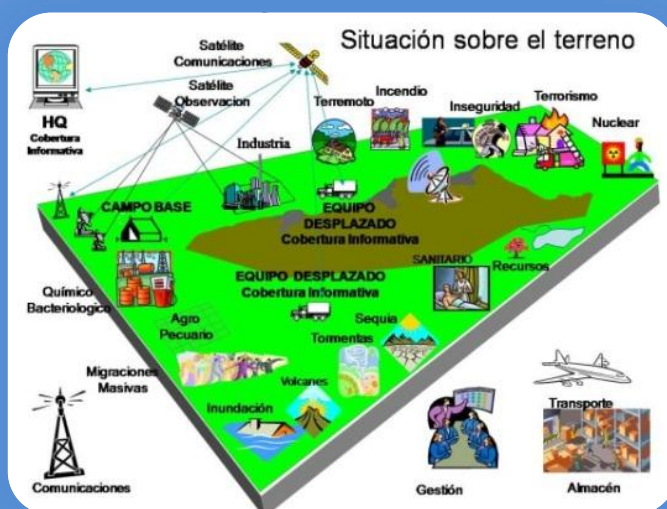 Situación sobre el terreno
Satélite
Comunicaciones
Satélite
Observacion
HQ
Cobertura
Informativa
Terremoto
Incendio
Inseguridad
Terrorismo
Nuclear
Industria
CAMPO BASE
EQUIPO
DESPLAZADO
Cobertura Informativa
EQUIPO DESPLAZADO
Cobertura Informativa
SANITARIO
Recursos
Químico
Bacteriologico
Agro
Pecuario
Sequia
Tormentas
Migraciones
Masivas
Volcanes
Inundación
Comunicaciones
Gestión
Transporte
Almacén